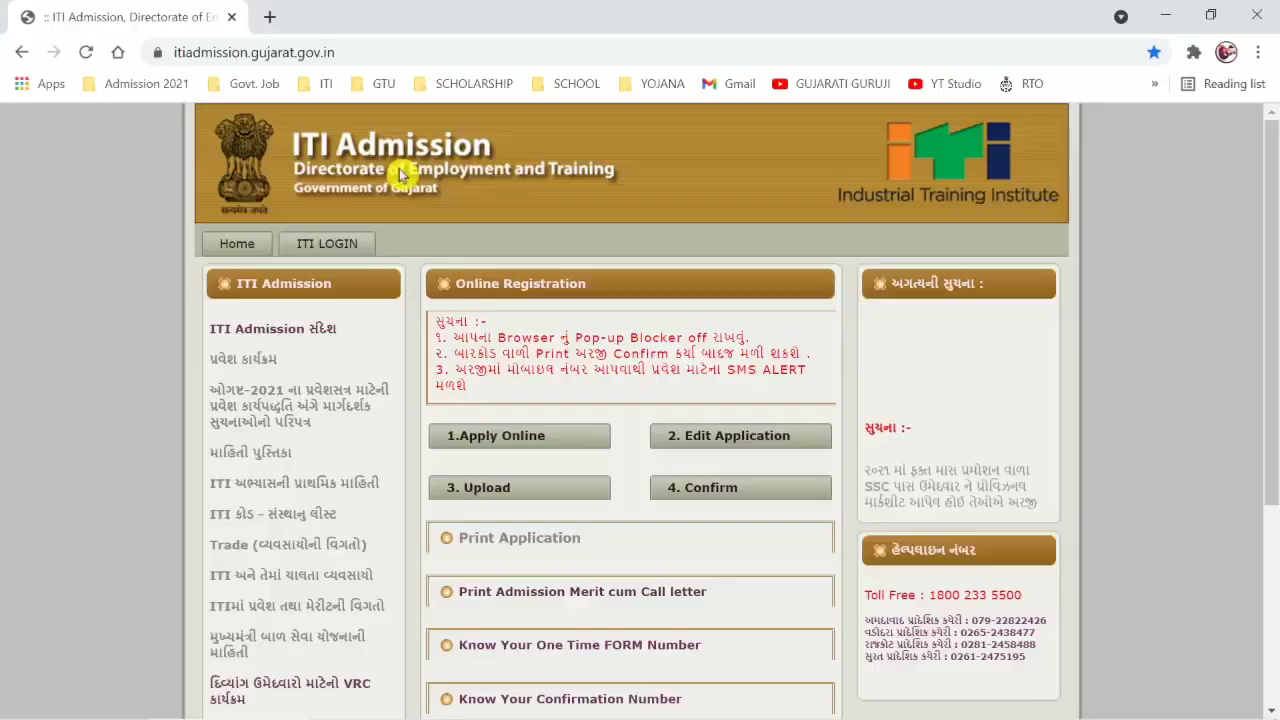 :: ITI Admission, Directorate of Em
itiadmission.gujarat.gov.in
Apps
Admission 2021
Govt. Job
ITI
GTU
SCHOLARSHIP
SCHOOL
YOJANA
Gmail
GUJARATI GURUJI
YT Studio
RTO
»
Reading list
सत्यमेव जयते
ITI Admission
Directorate of Employment and Training
Government of Gujarat
iTi
Industrial Training Institute
Home
ITI LOGIN
ITI Admission
ITI Admission સંદેશ
પ્રવેશ કાર્યક્રમ
ઓગષ્ટ-2021 ના પ્રવેશસત્ર માટેની
પ્રવેશ કાર્યપદ્ધતિ અંગે માર્ગદર્શક
સુચનાઓનો પરિપત્ર
માહિતી પુસ્તિકા
ITI અભ્યાસની પ્રાથમિક માહિતી
ITI કોડ - સંસ્થાનુ લીસ્ટ
Trade (વ્યવસાયોની વિગતો)
ITI અને તેમાં ચાલતા વ્યવસાયો
ITIમાં પ્રવેશ તથા મેરીટની વિગતો
મુખ્યમંત્રી બાળ સેવા યોજનાની
માહિતી
દિવ્યાંગ ઉમેદવારો માટેનો VRC
કાર્યક્રમ
Online Registration
સુચના :-
૧. આપના Browser નું Pop-up Blocker off રાખવું.
૨. બારકોડ વાળી Print અરજી Confirm કર્યા બાદજ મળી શકશે .
3. અરજીમાં મોબાઇલ નંબર આપવાથી પ્રવેશ માટેના SMS ALERT
મળશે
1.Apply Online
2. Edit Application
3. Upload
4. Confirm
Print Application
Print Admission Merit cum Call letter
Know Your One Time FORM Number
Know Your Confirmation Number
અગત્યની સુચના :
સુચના :-
૨૦૨૧ માં ફક્ત માસ પ્રમોશન વાળા
SSC પાસ ઉમેદવાર ને પ્રોવિઝનલ
માર્કશીટ આપેલ હોઈ તેઓએ અરજી
હેલ્પલાઇન નંબર
Toll Free : 1800 233 5500
અમદાવાદ પ્રાદેશિક કચેરી : 079-22822426
વડોદરા પ્રાદેશિક કચેરી : 0265-2438477
રાજકોટ પ્રાદેશિક કચેરી : 0281-2458488
સુરત પ્રાદેશિક કચેરી : 0261-2475195